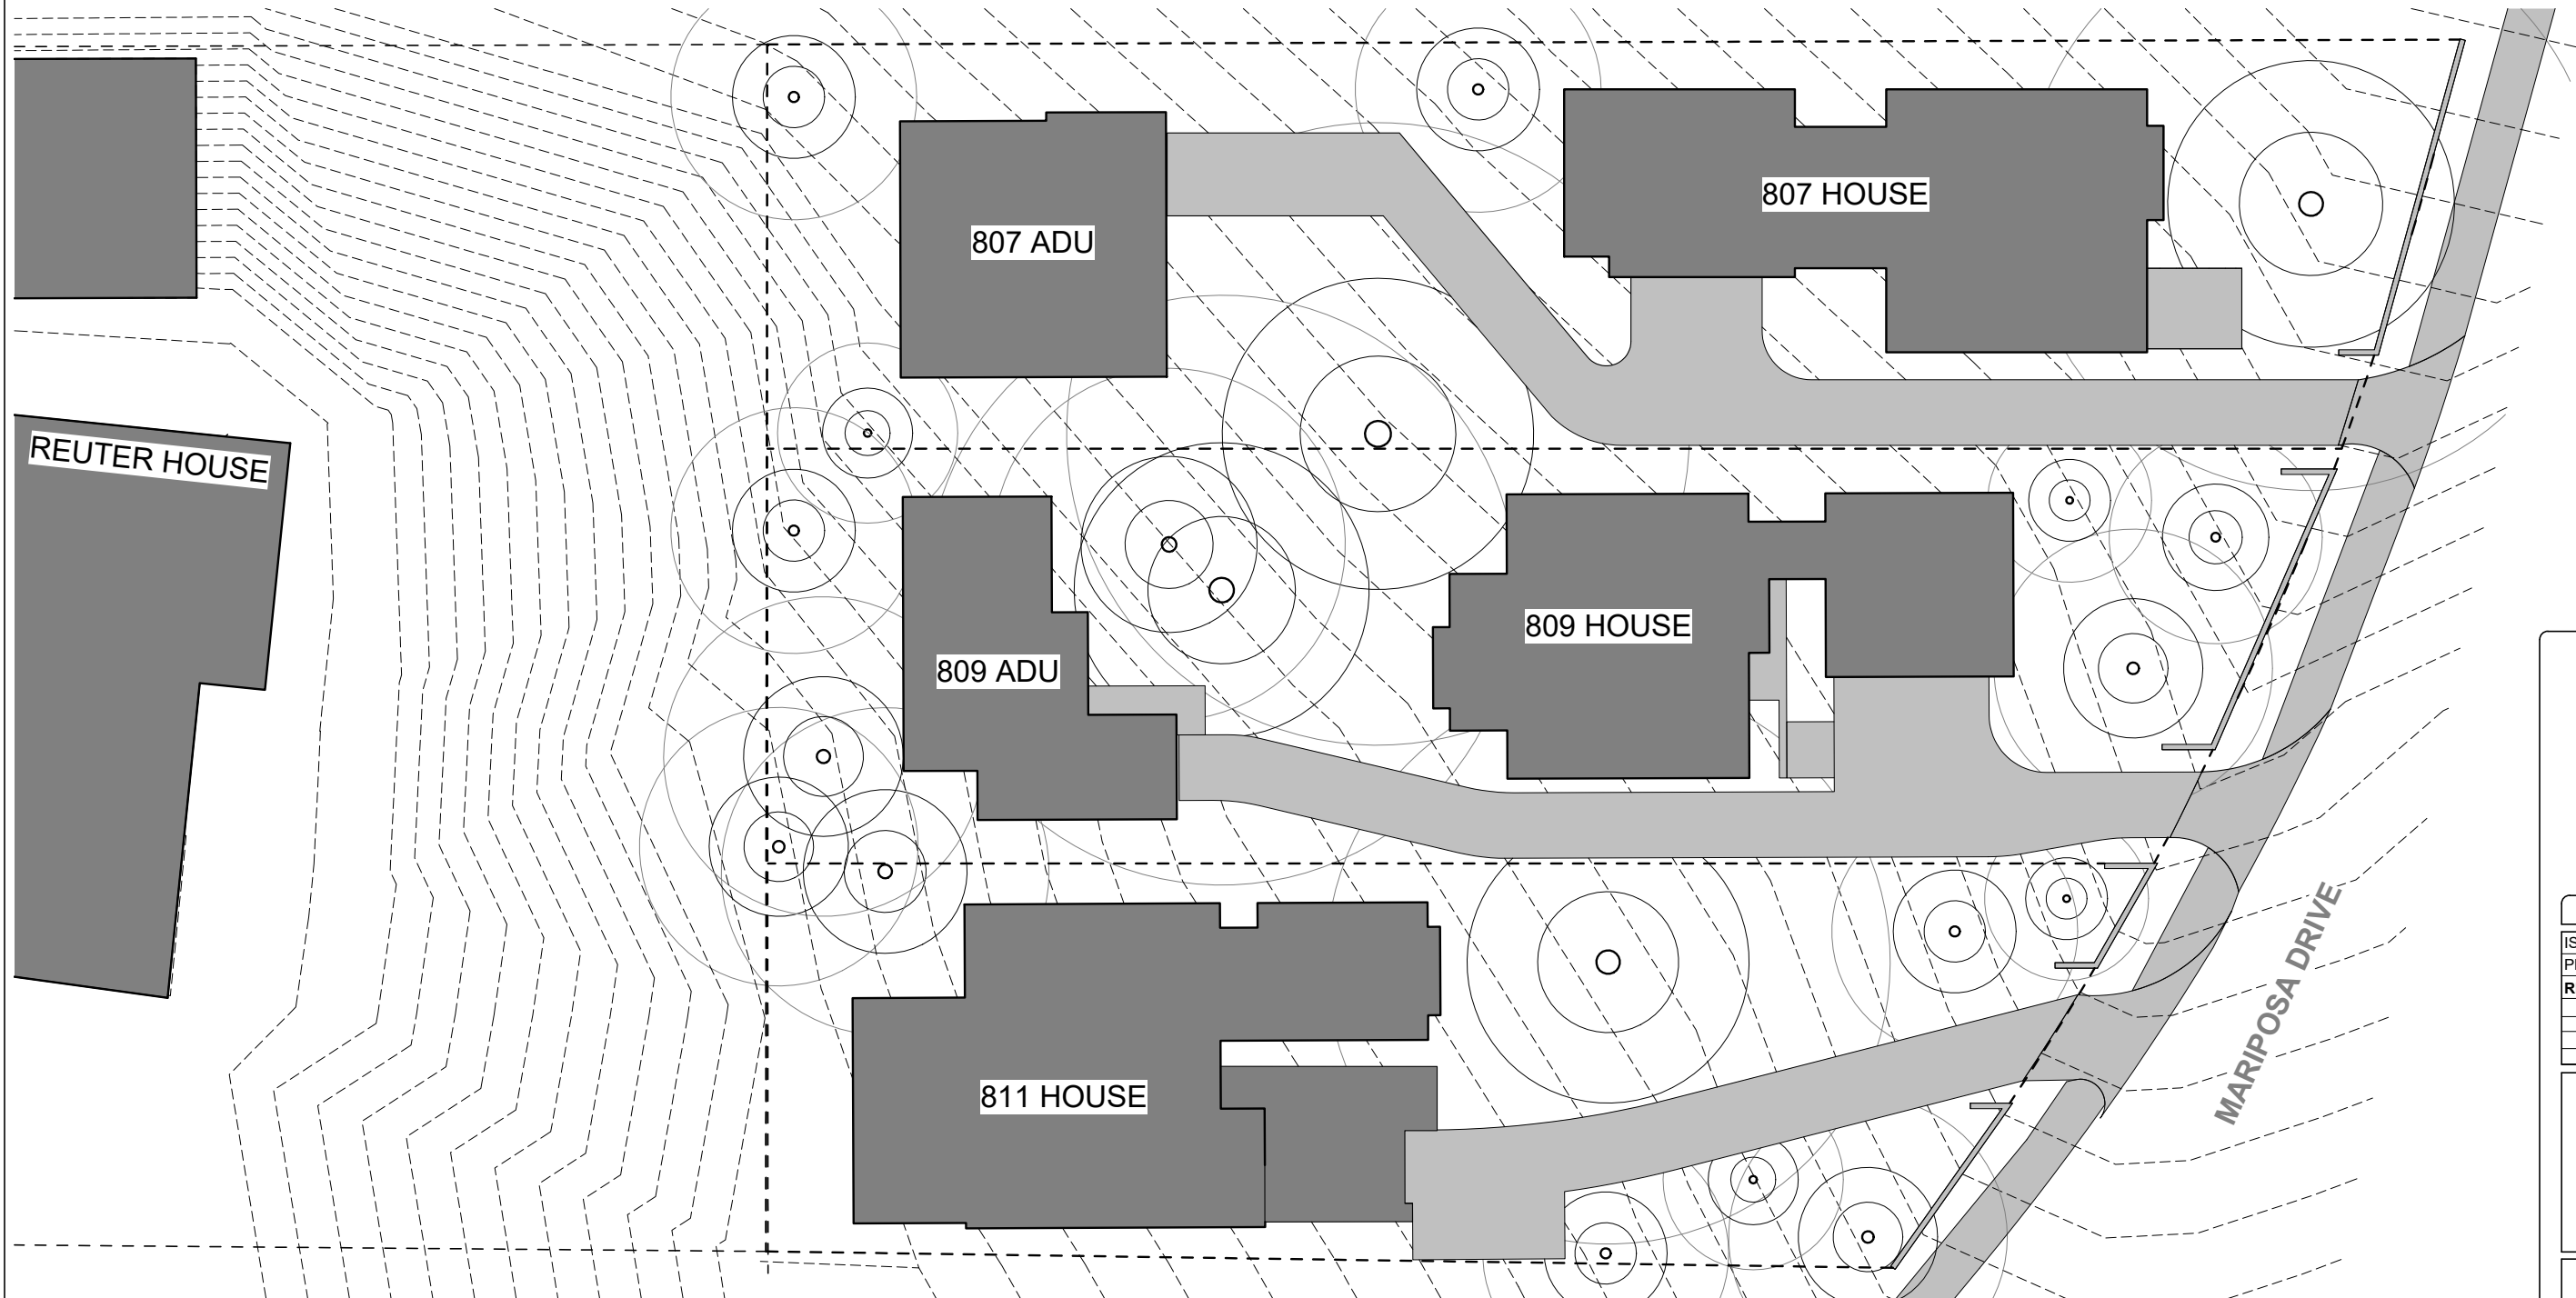 807 HOUSE
807 ADU
REUTER HOUSE
809 HOUSE
809 ADU
811 HOUSE
MARIPOSA DRIVE